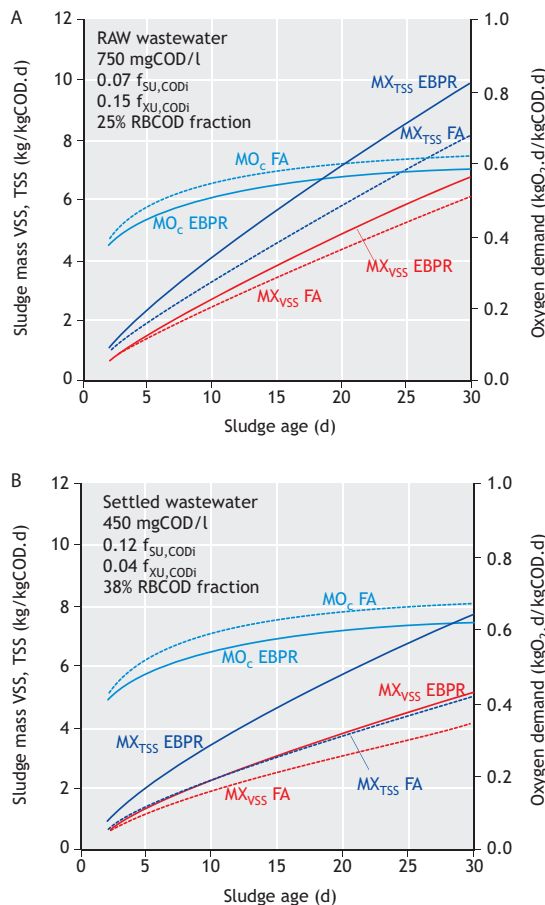 A
RAW wastewater
750 mgCOD/l
0.07 fSU,CODi
0.15 fXU,CODi
25% RBCOD fraction
MXTSS EBPR
MXTSS FA
MOc FA
MOc EBPR
MXVSS EBPR
MXVSS FA
Sludge mass VSS, TSS (kg/kgCOD.d)
12
10
8
6
4
2
0
Oxygen demand (kgO2.d/kgCOD.d)
1.0
0.8
0.6
0.4
0.2
0.0
0 5 10 15 20 25 30
Sludge age (d)
B
Settled wastewater
450 mgCOD/l
0.12 fSU,CODi
0.04 fXU,CODi
38% RBCOD fraction
MOc FA
MOc EBPR
MXVSS EBPR
MXTSS EBPR
MXTSS FA
MXVSS FA
Sludge mass VSS, TSS (kg/kgCOD.d)
12
10
8
6
4
2
0
Oxygen demand (kgO2.d/kgCOD.d)
1.0
0.8
0.6
0.4
0.2
0.0
0 5 10 15 20 25 30
Sludge age (d)